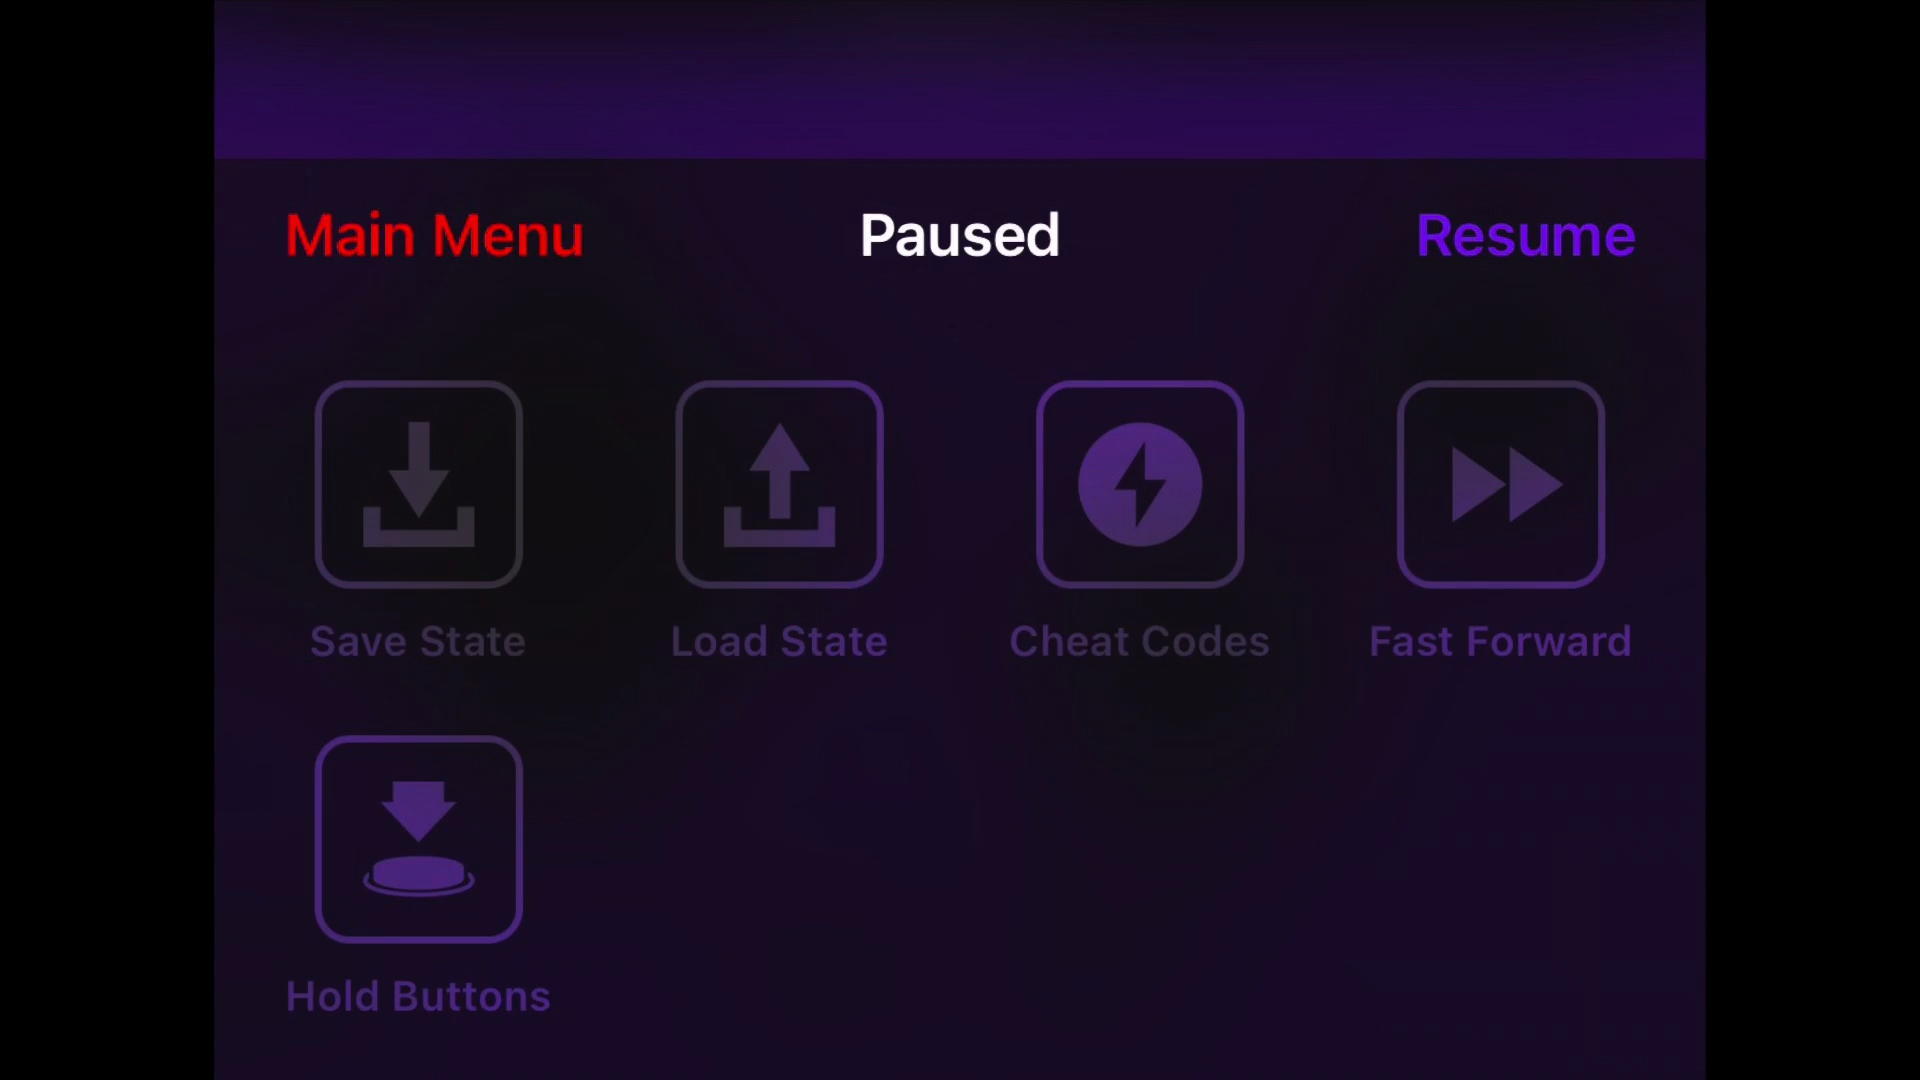 Main Menu
Paused
Resume
Save State
Load State
Cheat Codes
Fast Forward
Hold Buttons